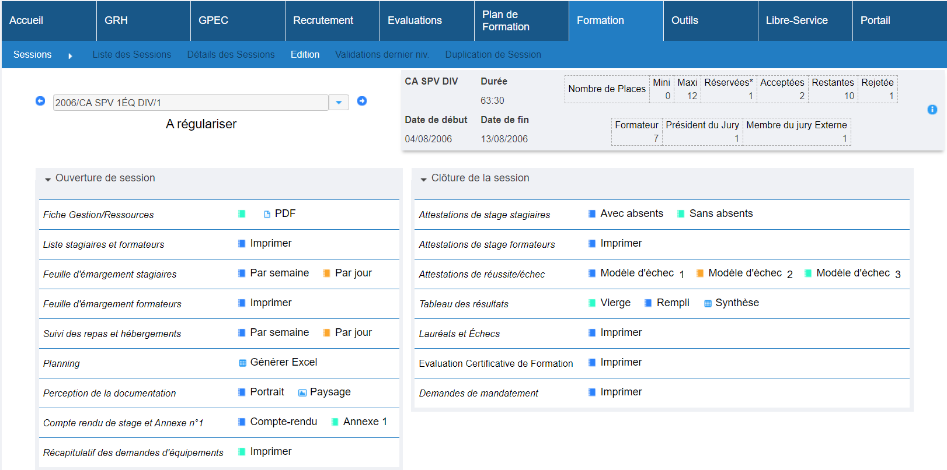 Accueil GRH GPEC Recrutement Evaluations Plan de Formation Formation Outils Libre-Service Portail
Sessions Liste des Sessions Détails des Sessions Edition Validations dernier niv. Duplication de Session
2006/CA SPV 1ÉQ DIV/1
A régulariser
CA SPV DIV Durée
63:30
Date de début Date de fin
04/08/2006 13/08/2006
Nombre de Places Mini Maxi Réservées* Acceptées Restantes Rejetée
0 12 1 2 10 1
Formateur Président du Jury Membre du jury Externe
7 1 1
Ouverture de session
Fiche Gestion/Ressources PDF
Liste stagiaires et formateurs Imprimer
Feuille d'émargement stagiaires Par semaine Par jour
Feuille d'émargement formateurs Imprimer
Suivi des repas et hébergements Par semaine Par jour
Planning Générer Excel
Perception de la documentation Portrait Paysage
Compte rendu de stage et Annexe n°1 Compte-rendu Annexe 1
Récapitulatif des demandes d'équipements Imprimer
Clôture de la session
Attestations de stage stagiaires Avec absents Sans absents
Attestations de stage formateurs Imprimer
Attestations de réussite/échec Modèle d'échec 1 Modèle d'échec 2 Modèle d'échec 3
Tableau des résultats Vierge Rempli Synthèse
Lauréats et Échecs Imprimer
Evaluation Certificative de Formation Imprimer
Demandes de mandatement Imprimer